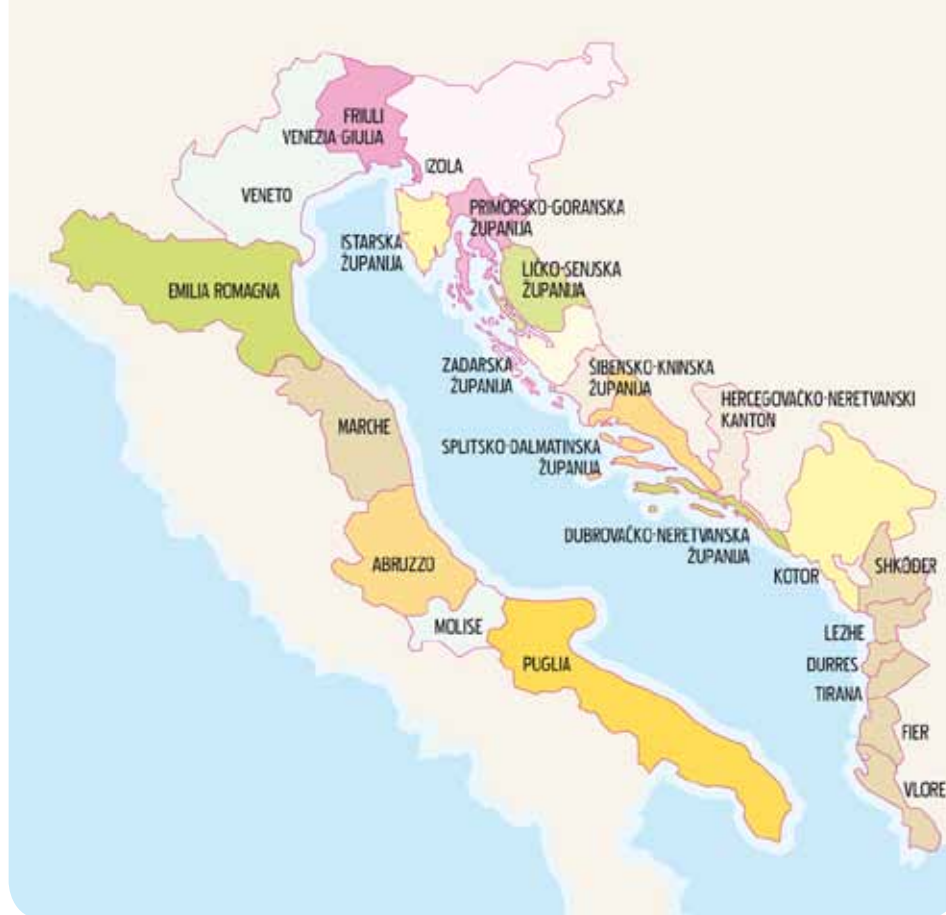 FRIULI
VENEZIA GIULIA
IZOLA
VENETO
PRIMORSKO-GORANSKA
ŽUPANIJA
ISTARSKA
ŽUPANIJA
LIČKO-SENJSKA
ŽUPANIJA
EMILIA ROMAGNA
ZADARSKA
ŽUPANIJA
ŠIBENSKO-KNINSKA
ŽUPANIJA
HERCEGOVAČKO-NERETVANSKI
KANTON
MARCHE
SPLITSKO-DALMATINSKA
ŽUPANIJA
DUBROVAČKO-NERETVANSKA
ŽUPANIJA
ABRUZZO
KOTOR
SHKÖDER
MOLISE
LEZHE
PUGLIA
DURRES
TIRANA
FIER
VLORE